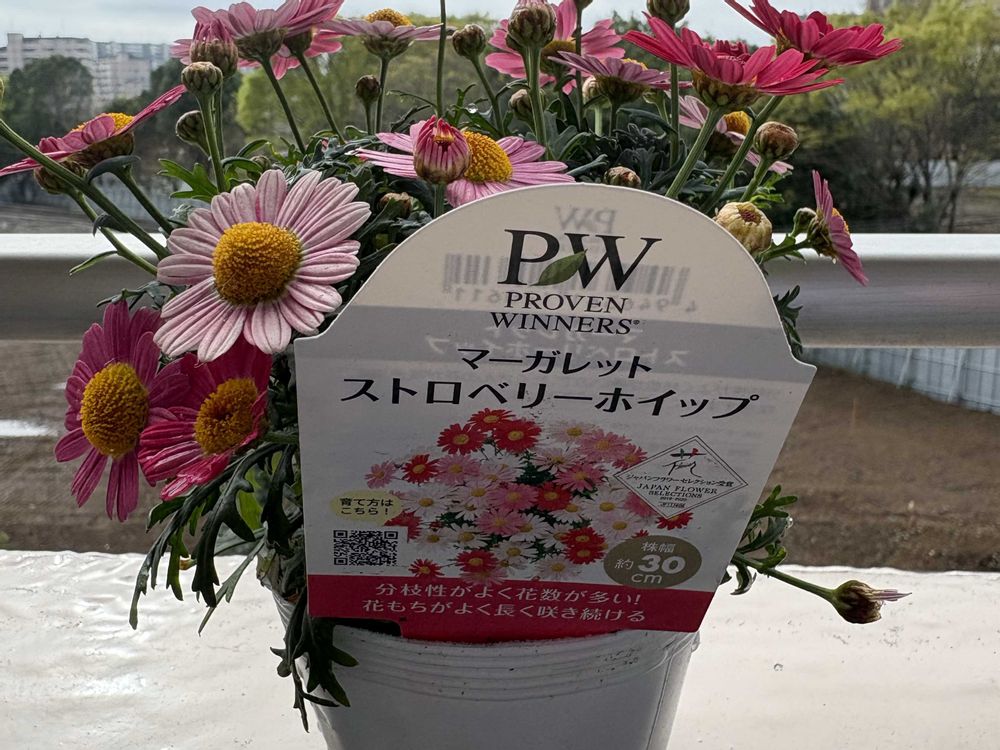 PW
PROVEN
WINNERS®
マーガレット
ストロベリーホイップ
ジャパンフラワーセレクション受賞
JAPAN FLOWER
SELECTIONS
育て方は
こちら！
株幅
約30
cm
分枝性がよく花数が多い!
花もちがよく長く咲き続ける